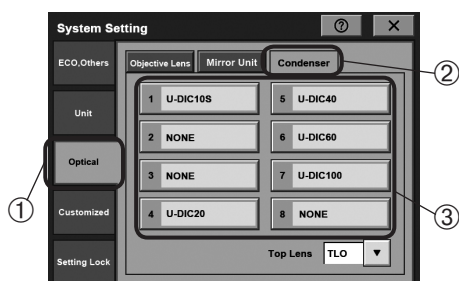 System Setting
? ×
ECO,Others
Objective Lens Mirror Unit Condenser
②
1 U-DIC10S 5 U-DIC40
Unit
2 NONE 6 U-DIC60
Optical
3 NONE 7 U-DIC100
①
Customized
4 U-DIC20 8 NONE
③
Top Lens TLO ▼
Setting Lock